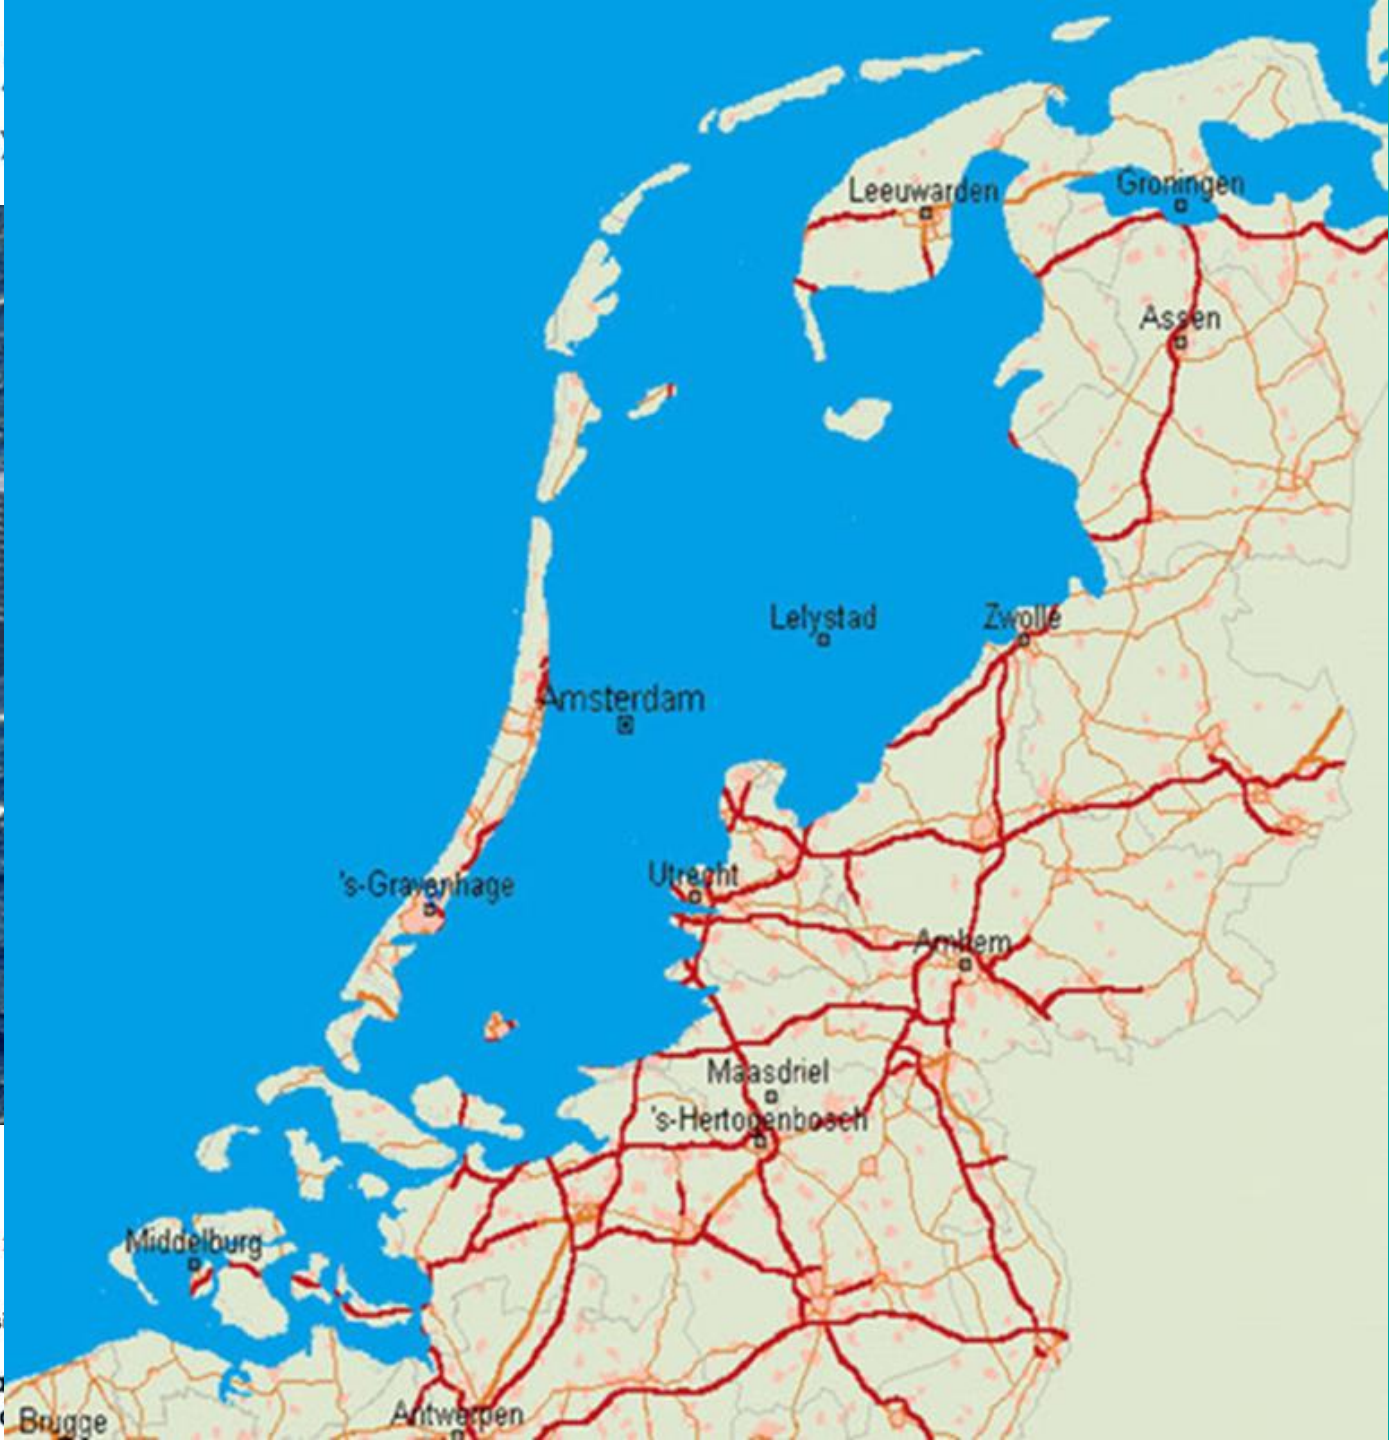 Leeuwarden
Groningen
Assen
Lelystad
Zwolle
Amsterdam
's-Gravenhage
Utrecht
Arnhem
Maasdriel
's-Hertogenbosch
Middelburg
Antwerpen
Brugge